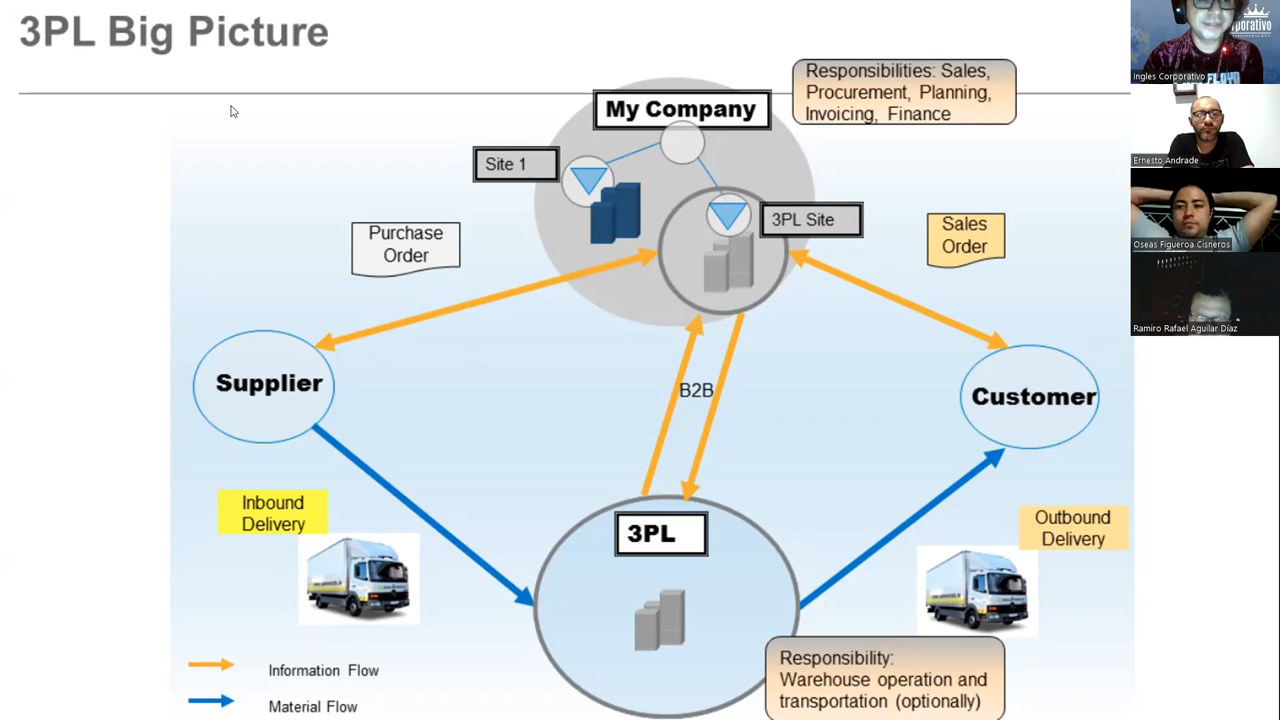 3PL Big Picture
Responsibilities: Sales,
Procurement, Planning,
Invoicing, Finance
My Company
Site 1
3PL Site
Purchase
Order
Sales
Order
Supplier
B2B
Customer
Inbound
Delivery
3PL
Outbound
Delivery
Responsibility:
Warehouse operation and
transportation (optionally)
Information Flow
Material Flow
Ingles Corporativo
Ernesto Andrade
Oseas Figueroa Cisneros
Ramiro Rafael Aguilar Díaz